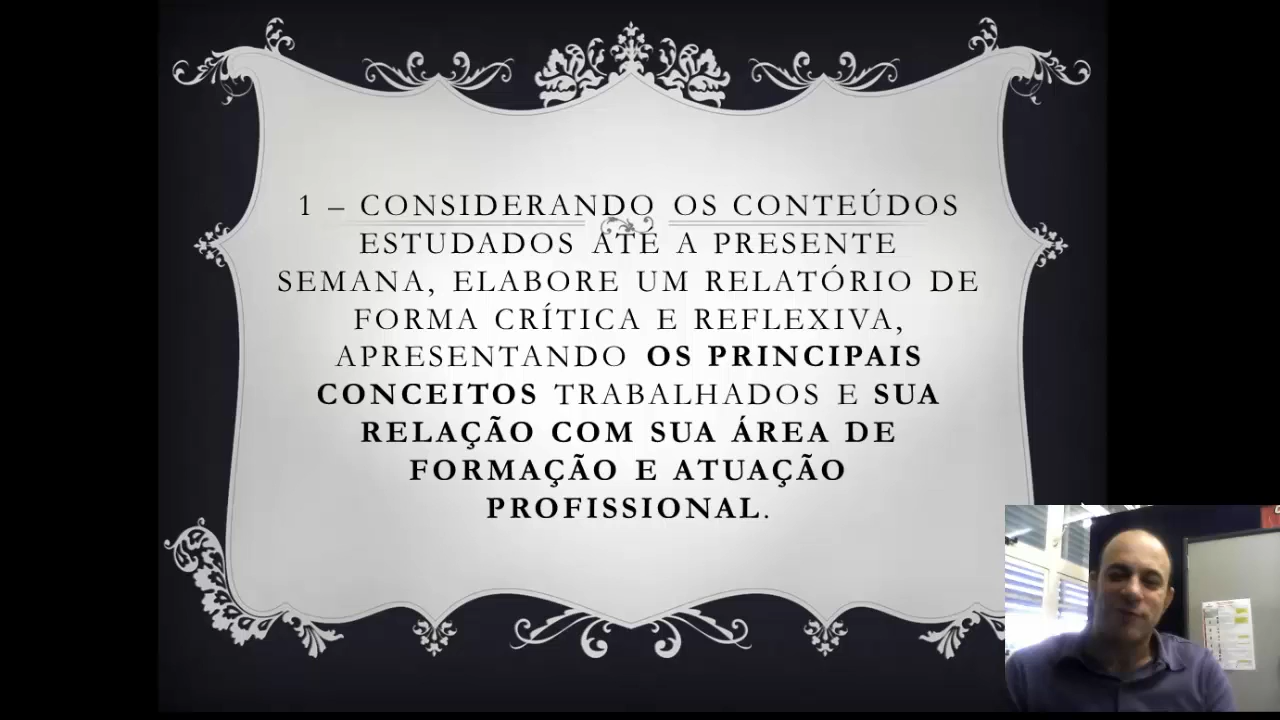 1 – CONSIDERANDO OS CONTEÚDOS
ESTUDADOS ATÉ A PRESENTE
SEMANA, ELABORE UM RELATÓRIO DE
FORMA CRÍTICA E REFLEXIVA,
APRESENTANDO OS PRINCIPAIS
CONCEITOS TRABALHADOS E SUA
RELAÇÃO COM SUA ÁREA DE
FORMAÇÃO E ATUAÇÃO
PROFISSIONAL.